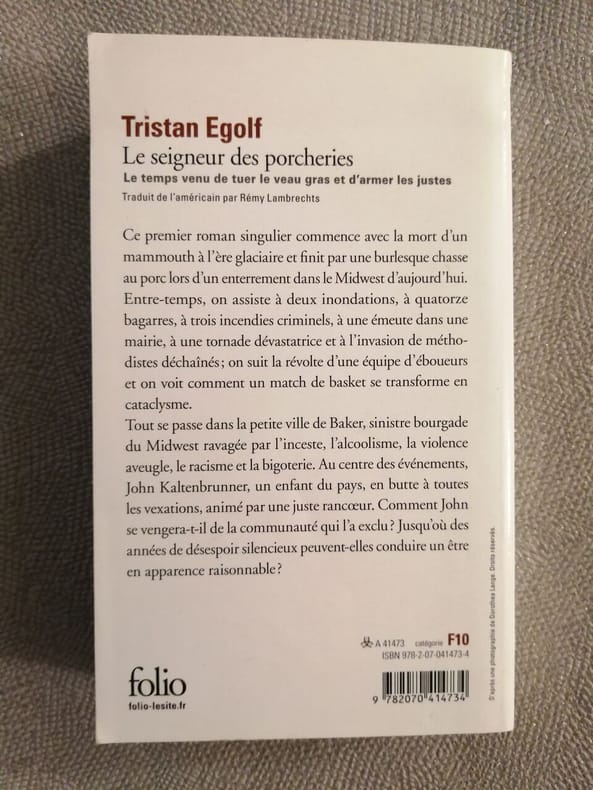 Tristan Egolf
Le seigneur des porcheries
Le temps venu de tuer le veau gras et d'armer les justes
Traduit de l'américain par Rémy Lambrechts
Ce premier roman singulier commence avec la mort d'un
mammouth à l'ère glaciaire et finit par une burlesque chasse
au porc lors d'un enterrement dans le Midwest d'aujourd'hui.
Entre-temps, on assiste à deux inondations, à quatorze
bagarres, à trois incendies criminels, à une émeute dans une
mairie, à une tornade dévastatrice et à l'invasion de métho-
distes déchaînés ; on suit la révolte d'une équipe d'éboueurs
et on voit comment un match de basket se transforme en
cataclysme.
Tout se passe dans la petite ville de Baker, sinistre bourgade
du Midwest ravagée par l'inceste, l'alcoolisme, la violence
aveugle, le racisme et la bigoterie. Au centre des événements,
John Kaltenbrunner, un enfant du pays, en butte à toutes
les vexations, animé par une juste rancœur. Comment John
se vengera-t-il de la communauté qui l'a exclu ? Jusqu'où des
années de désespoir silencieux peuvent-elles conduire un être
en apparence raisonnable ?
A 41473 catégorie F10
ISBN 978-2-07-041473-4
folio
folio-lesite.fr
9 782070 414734
D'après une photographie de Dorothea Lange. Droits réservés.